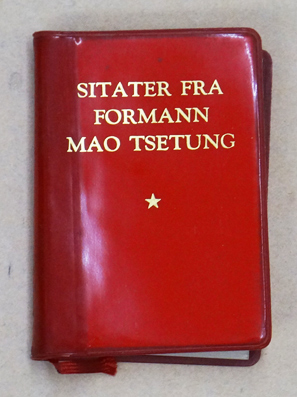 SITATER FRA
FORMANN
MAO TSETUNG